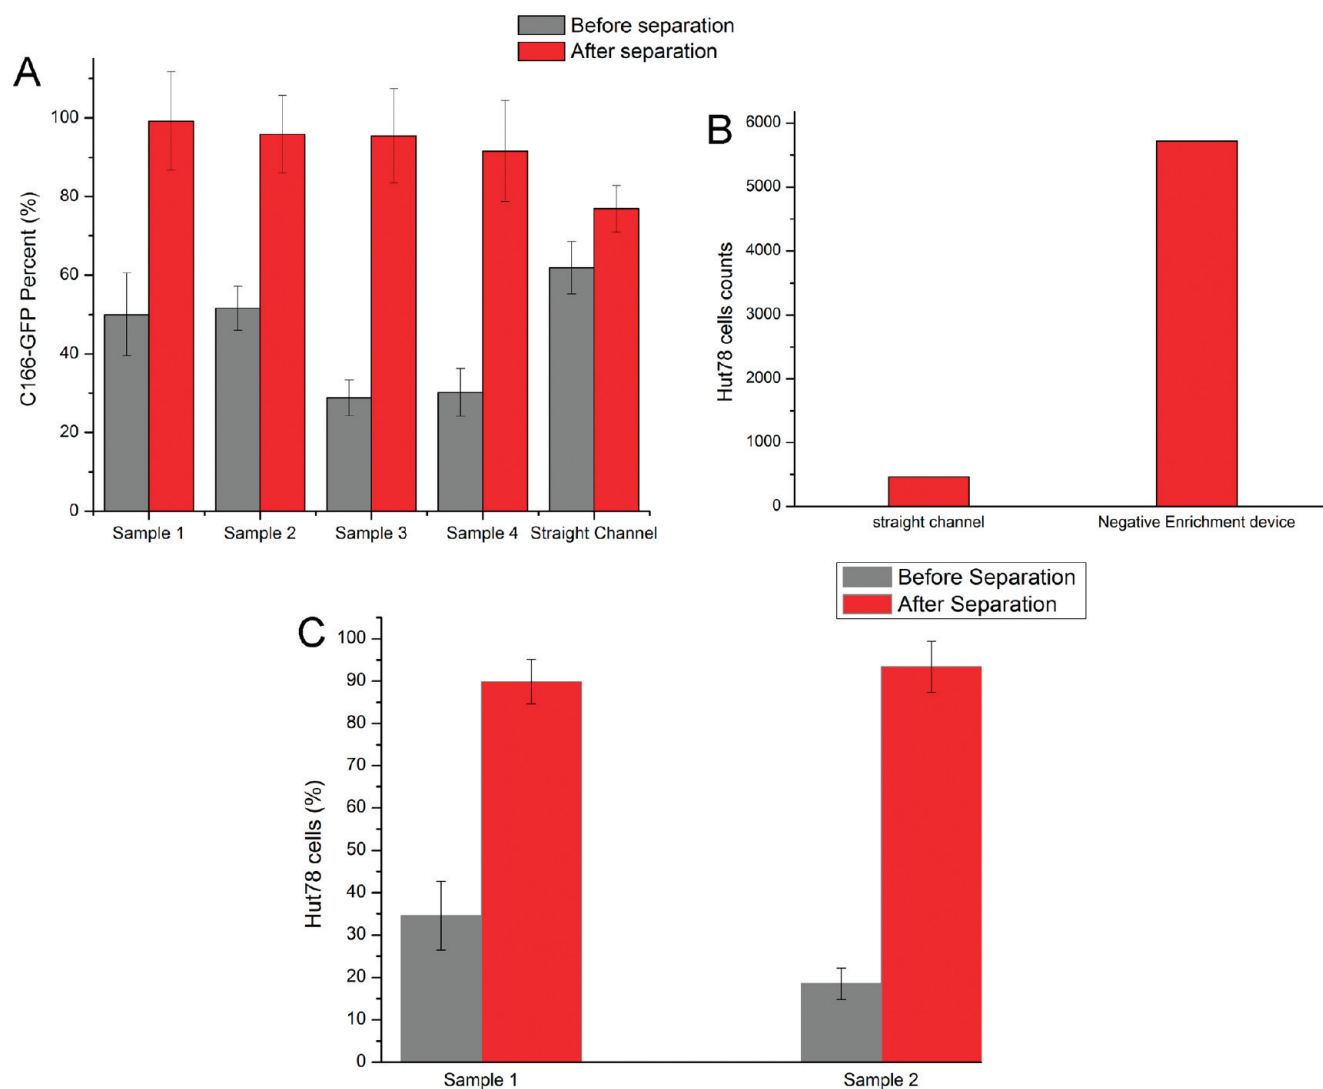 Before separation
After separation
A
C166-GFP Percent (%)
100
80
60
40
20
0
Sample 1 Sample 2 Sample 3 Sample 4 Straight Channel
B
Hut78 cells counts
6000
5000
4000
3000
2000
1000
0
straight channel Negative Enrichment device
Before Separation
After Separation
C
Hut78 cells (%)
100
90
80
70
60
50
40
30
20
10
0
Sample 1 Sample 2